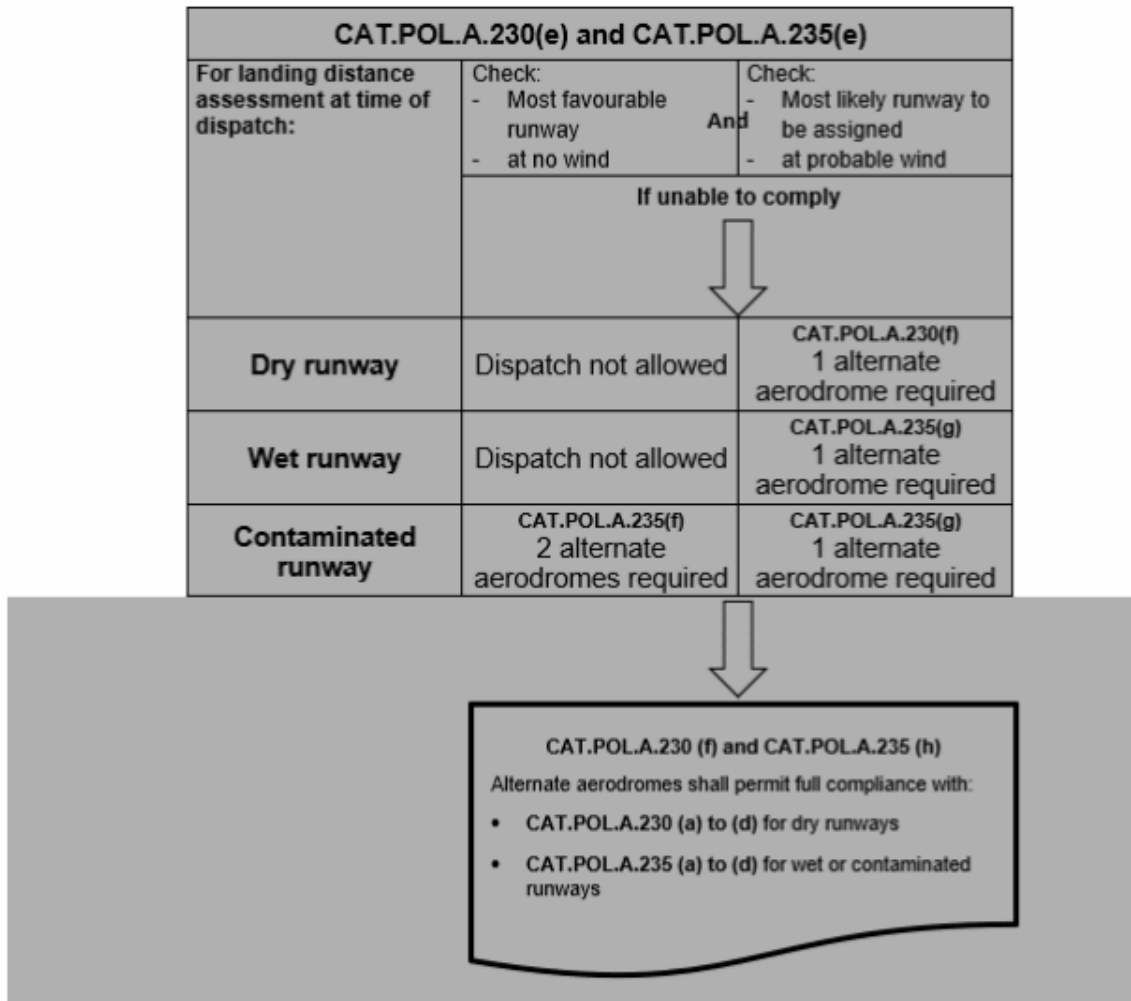 CAT.POL.A.230(e) and CAT.POL.A.235(e)
For landing distance
assessment at time of
dispatch:
Check:
- Most favourable
runway
- at no wind
And
Check:
- Most likely runway to
be assigned
- at probable wind
If unable to comply
Dry runway
Dispatch not allowed
CAT.POL.A.230(f)
1 alternate
aerodrome required
Wet runway
Dispatch not allowed
CAT.POL.A.235(g)
1 alternate
aerodrome required
Contaminated
runway
CAT.POL.A.235(f)
2 alternate
aerodromes required
CAT.POL.A.235(g)
1 alternate
aerodrome required
CAT.POL.A.230 (f) and CAT.POL.A.235 (h)
Alternate aerodromes shall permit full compliance with:
• CAT.POL.A.230 (a) to (d) for dry runways
• CAT.POL.A.235 (a) to (d) for wet or contaminated
runways